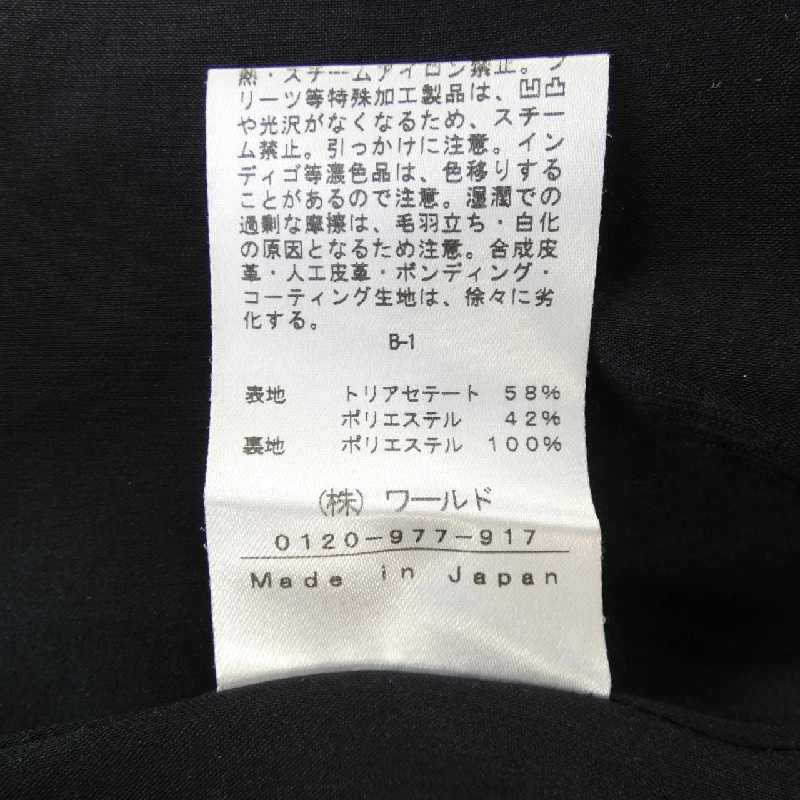 熱・スチームアイロン禁止。プ
リーツ等特殊加工製品は、凹凸
や光沢がなくなるため、スチー
ム禁止。引っかけに注意。イン
ディゴ等濃色品は、色移りする
ことがあるので注意。湿潤での
過剰な摩擦は、毛羽立ち・白化
の原因となるため注意。合成皮
革・人工皮革・ボンディング・
コーティング生地は、徐々に劣
化する。
B-1
表地 トリアセテート 58%
ポリエステル 42%
裏地 ポリエステル 100%
(株) ワールド
0120-977-917
Made in Japan